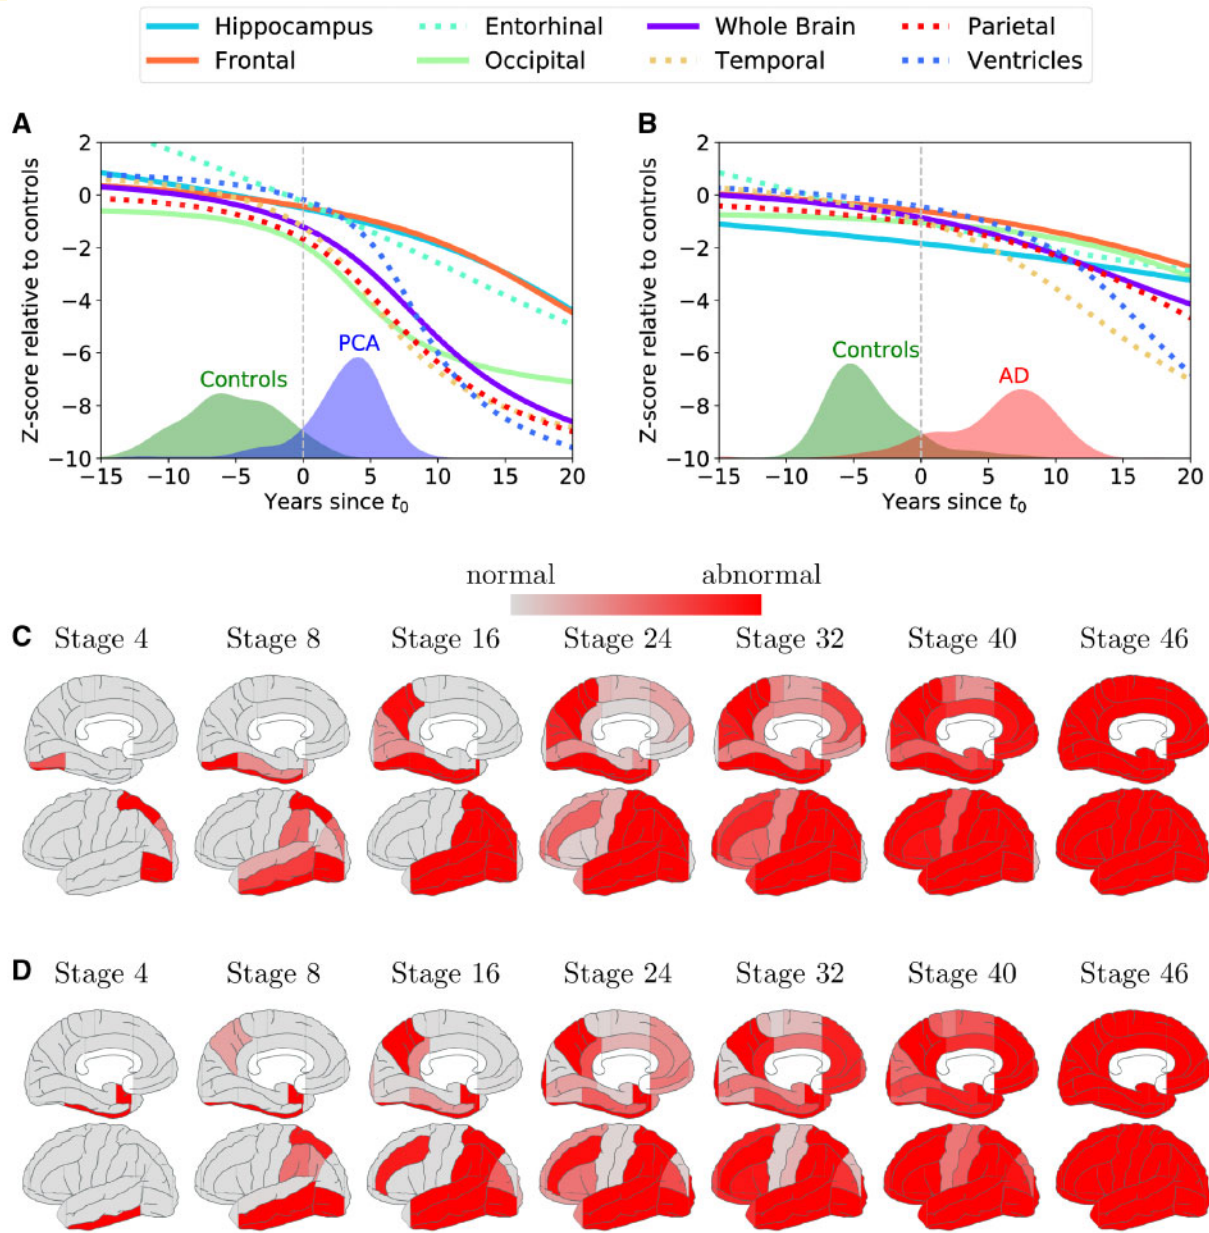 Hippocampus Entorhinal Whole Brain Parietal
Frontal Occipital Temporal Ventricles
A B
Z-score relative to controls
2
0
−2
−4
−6
−8
−10
Controls PCA
−15 −10 −5 0 5 10 15 20
Years since t0
Z-score relative to controls
2
0
−2
−4
−6
−8
−10
Controls AD
−15 −10 −5 0 5 10 15 20
Years since t0
normal abnormal
C Stage 4 Stage 8 Stage 16 Stage 24 Stage 32 Stage 40 Stage 46
D Stage 4 Stage 8 Stage 16 Stage 24 Stage 32 Stage 40 Stage 46